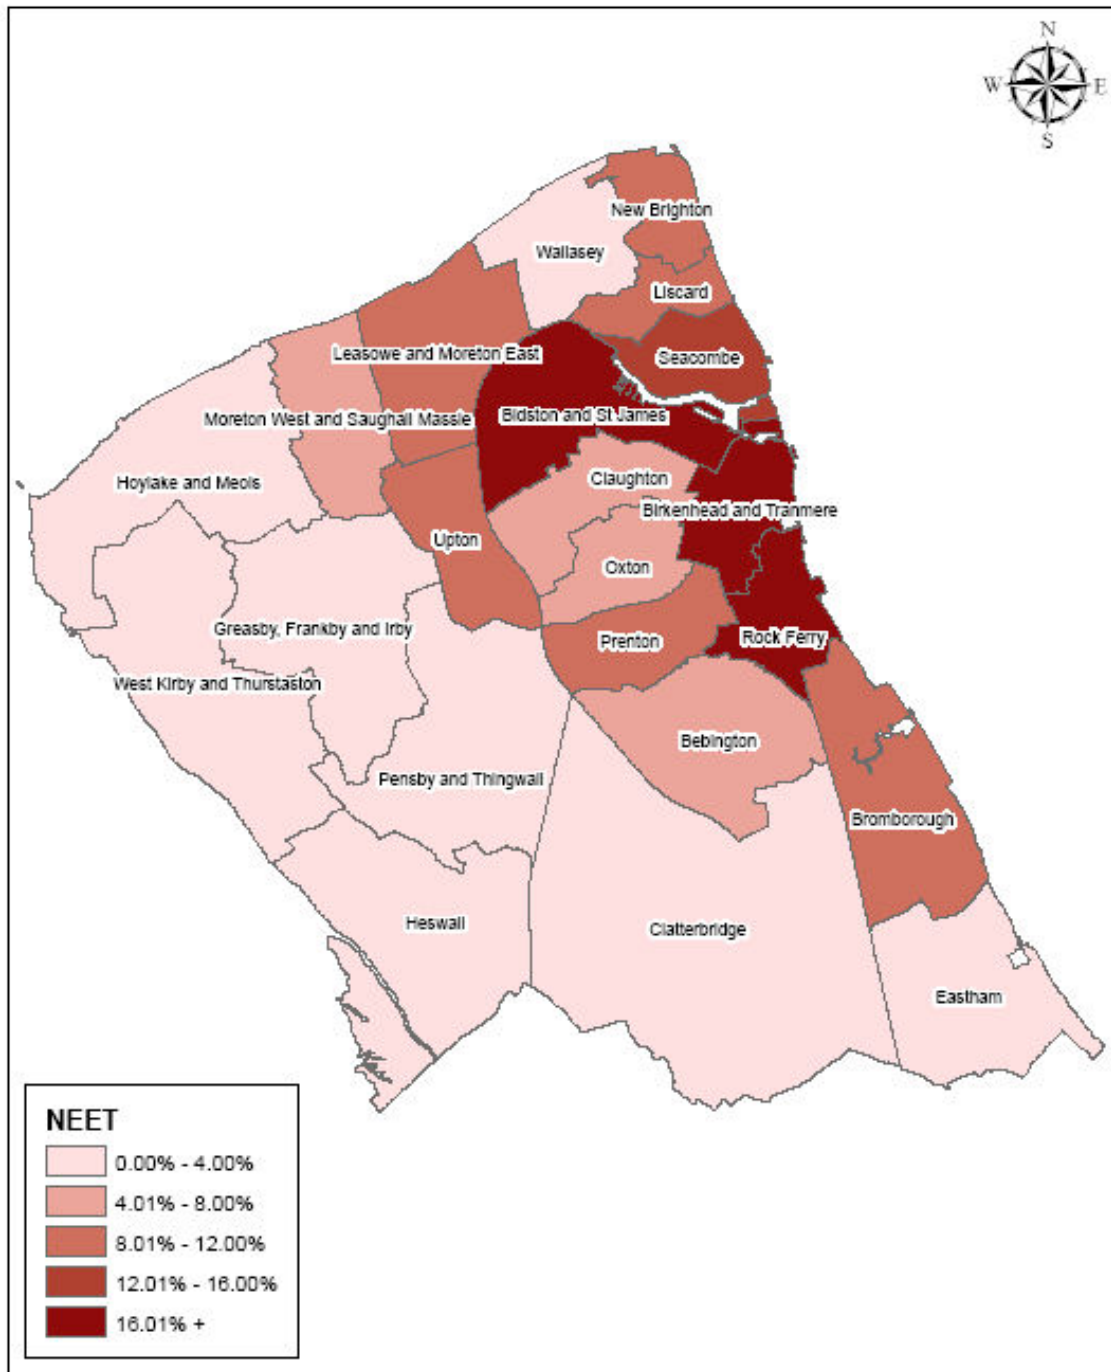 N
W E
S
New Brighton
Wallasey
Liscard
Leasowe and Moreton East
Seacombe
Moreton West and Saughall Massie
Bidston and St James
Hoylake and Meols
Claughton
Birkenhead and Tranmere
Upton
Oxton
Greasby, Frankby and Irby
Prenton
Rock Ferry
West Kirby and Thurstaston
Bebington
Pensby and Thingwall
Bromborough
Heswall
Clatterbridge
Eastham
NEET
0.00% - 4.00%
4.01% - 8.00%
8.01% - 12.00%
12.01% - 16.00%
16.01% +